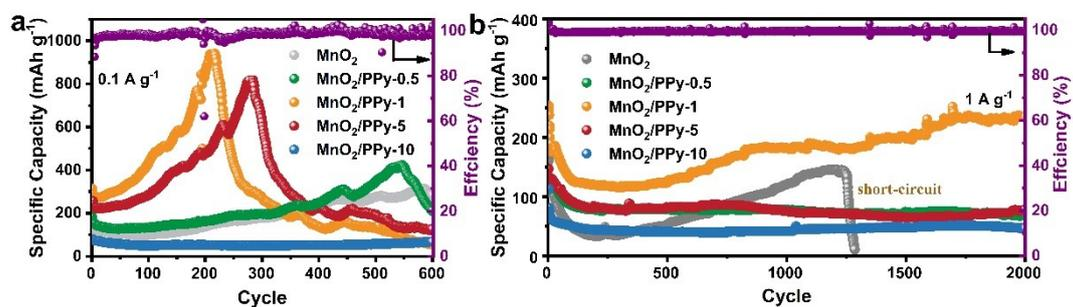 a.
Specific Capacity (mAh g⁻¹)
1000
800
600
400
200
0
0.1 A g⁻¹
MnO₂
MnO₂/PPy-0.5
MnO₂/PPy-1
MnO₂/PPy-5
MnO₂/PPy-10
100
80
60
40
20
0
Effciency (%)
0 100 200 300 400 500 600
Cycle
b
Specific Capacity (mAh g⁻¹)
400
300
200
100
0
MnO₂
MnO₂/PPy-0.5
MnO₂/PPy-1
MnO₂/PPy-5
MnO₂/PPy-10
1 A g⁻¹
short-circuit
100
80
60
40
20
0
Effciency (%)
0 500 1000 1500 2000
Cycle